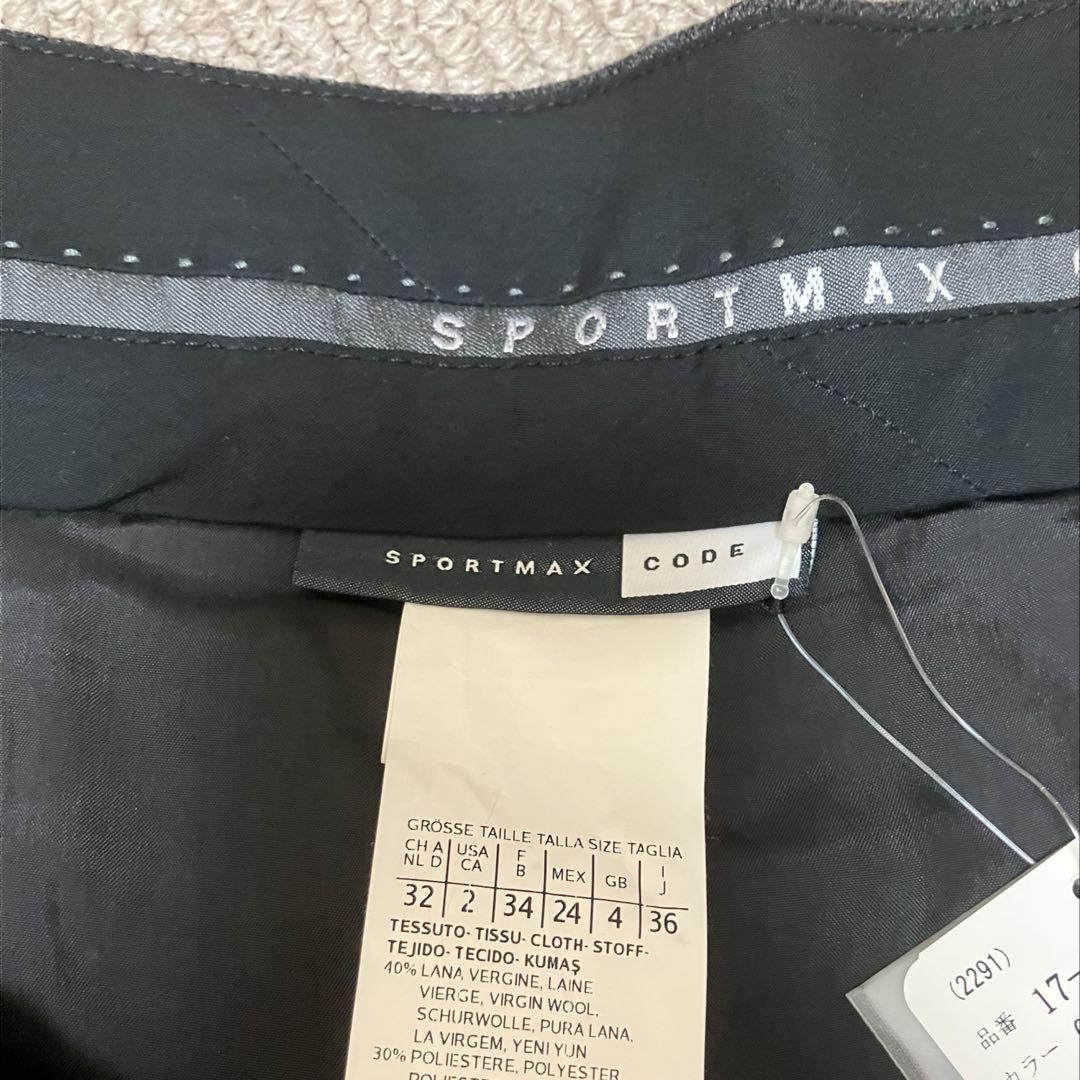 SPORTMAX
SPORTMAX CODE
GRÖSSE TAILLE TALLA SIZE TAGLIA
CH A USA F MEX GB I
NL D CA B J
32 2 34 24 4 36
TESSUTO- TISSU- CLOTH- STOFF-
TEJIDO- TECIDO- KUMAŞ
40% LANA VERGINE, LAINE
VIERGE, VIRGIN WOOL,
SCHURWOLLE, PURA LANA,
LA VIRGEM, YENI YUN
30% POLIESTERE, POLYESTER
(2291)
品番 17-
カラー